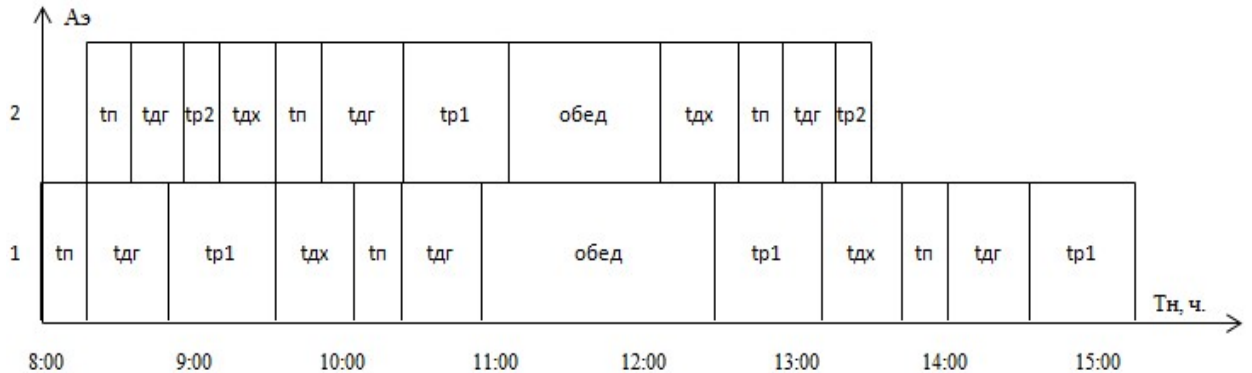 Аэ
2 tп tдг tр2 tдх tп tдг tр1 обед tдх tп tдг tр2
1 tп tдг tр1 tдх tп tдг обед tр1 tдх tп tдг tр1
Тн, ч.
8:00 9:00 10:00 11:00 12:00 13:00 14:00 15:00